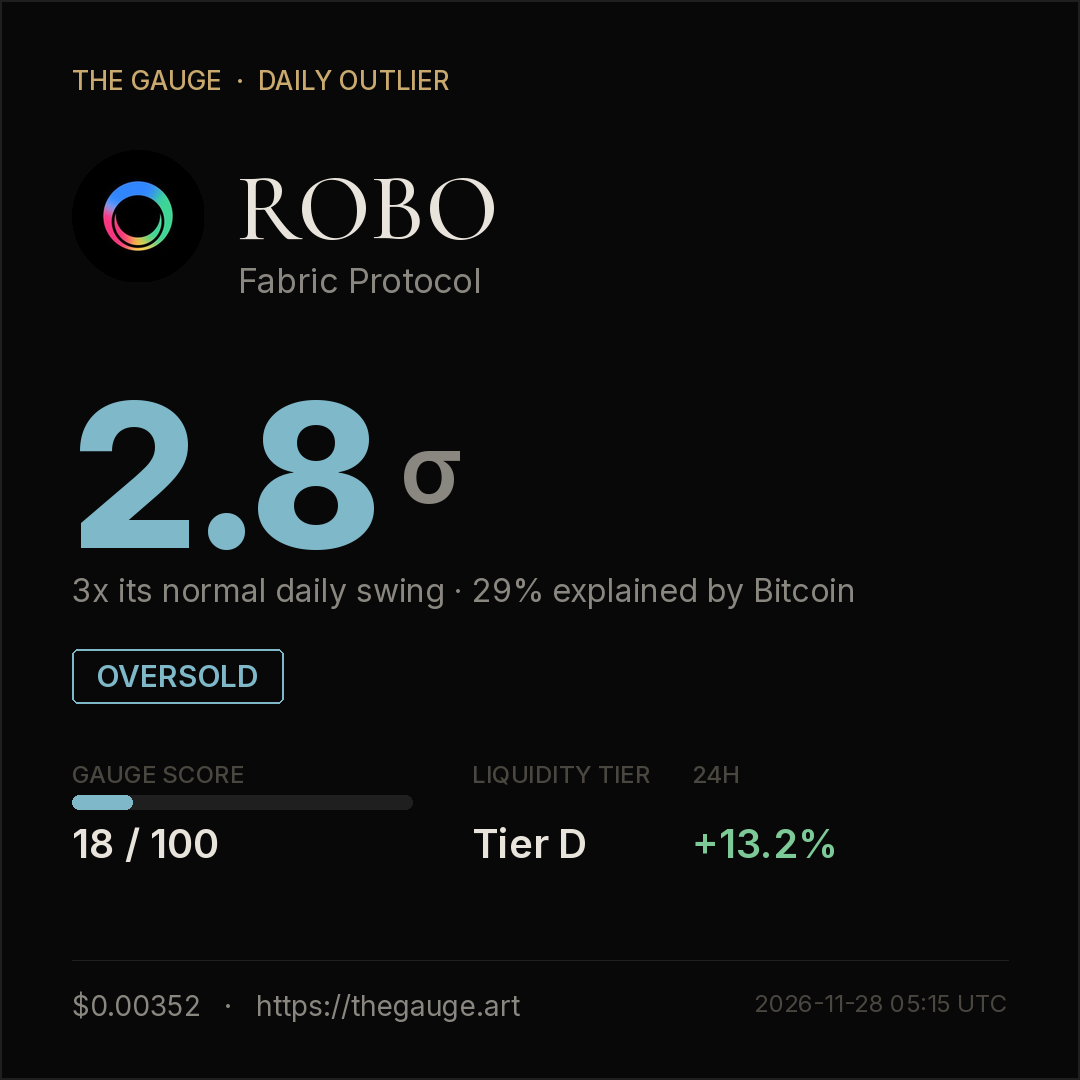 THE GAUGE · DAILY OUTLIER
ROBO
Fabric Protocol
2.8 σ
3x its normal daily swing · 29% explained by Bitcoin
OVERSOLD
GAUGE SCORE LIQUIDITY TIER 24H
18 / 100 Tier D +13.2%
$0.00352 · https://thegauge.art 2026-11-28 05:15 UTC